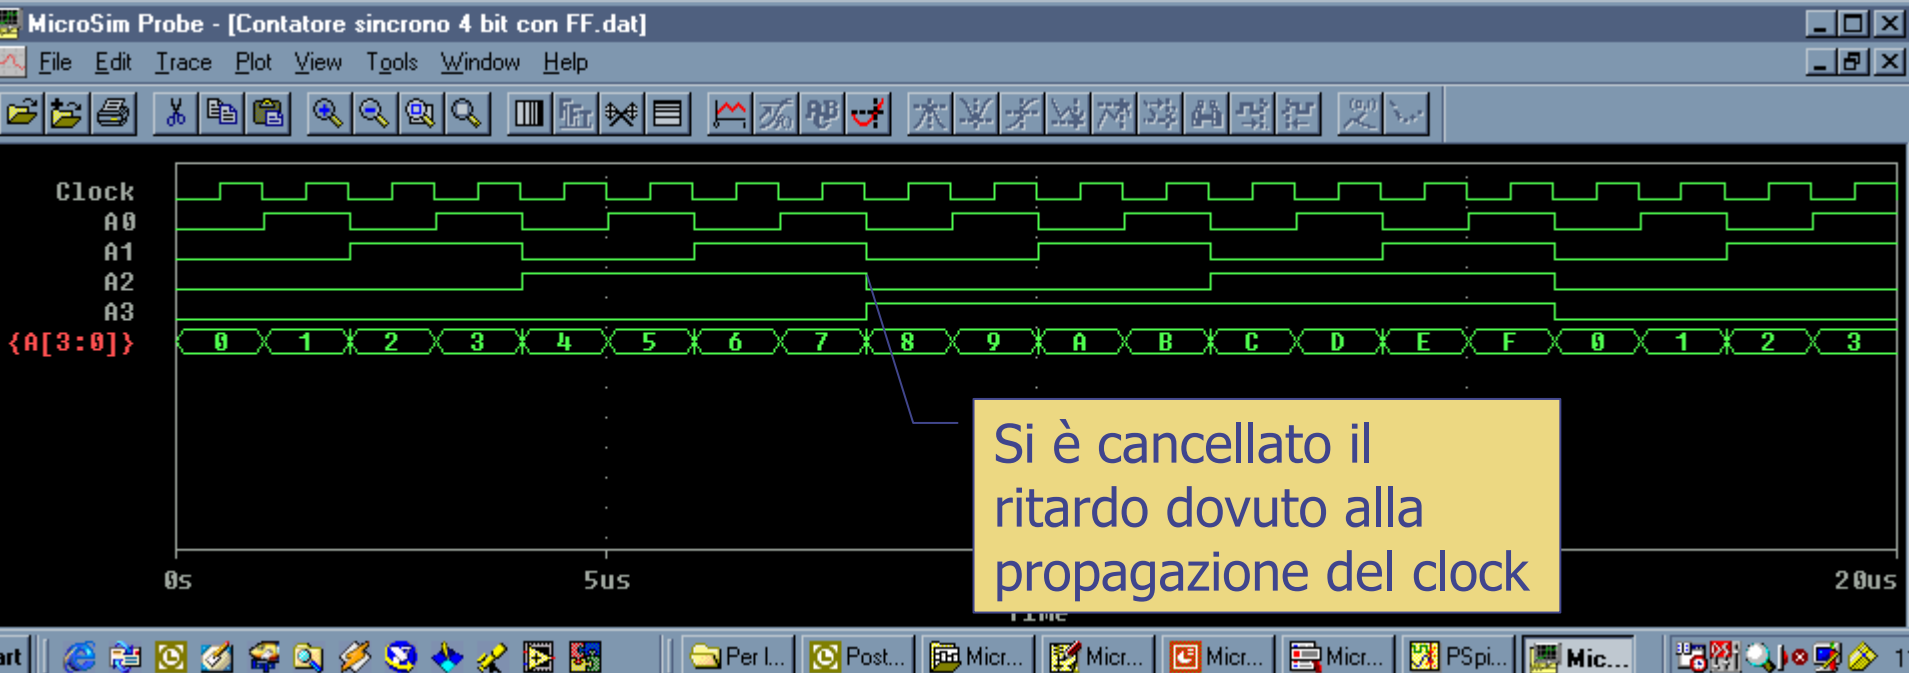 MicroSim Probe - [Contatore sincrono 4 bit con FF.dat]
File Edit Trace Plot View Tools Window Help
Clock
A0
A1
A2
A3
{A[3:0]} 0 1 2 3 4 5 6 7 8 9 A B C D E F 0 1 2 3
Si è cancellato il
ritardo dovuto alla
propagazione del clock
0s 5us 20us
Time
art Per l... Post... Micr... Micr... Micr... Micr... PSpi... Mic...